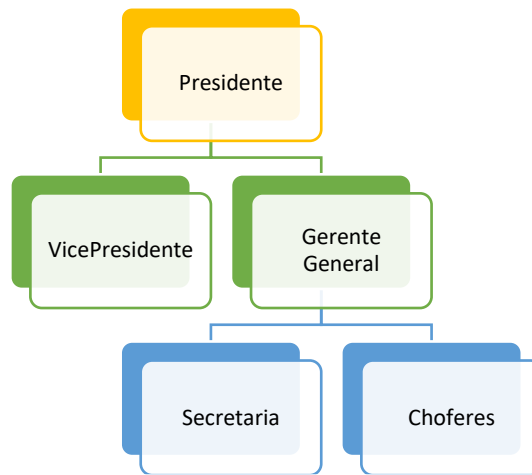 Presidente
VicePresidente
Gerente
General
Secretaria
Choferes